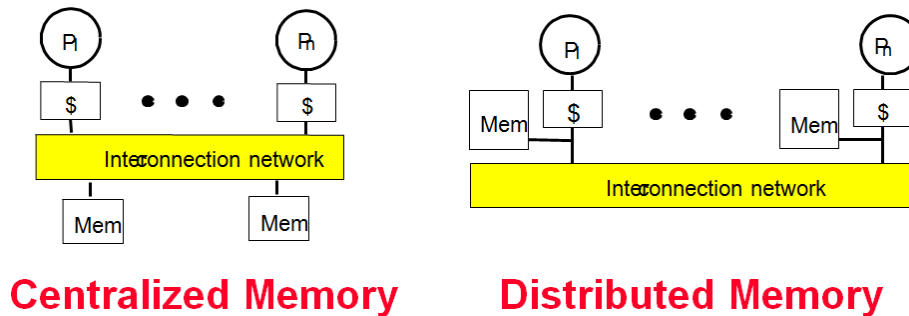 P1 Pn P1 Pn
$ $ Mem $ Mem $
Interconnection network Interconnection network
Mem Mem
Centralized Memory Distributed Memory